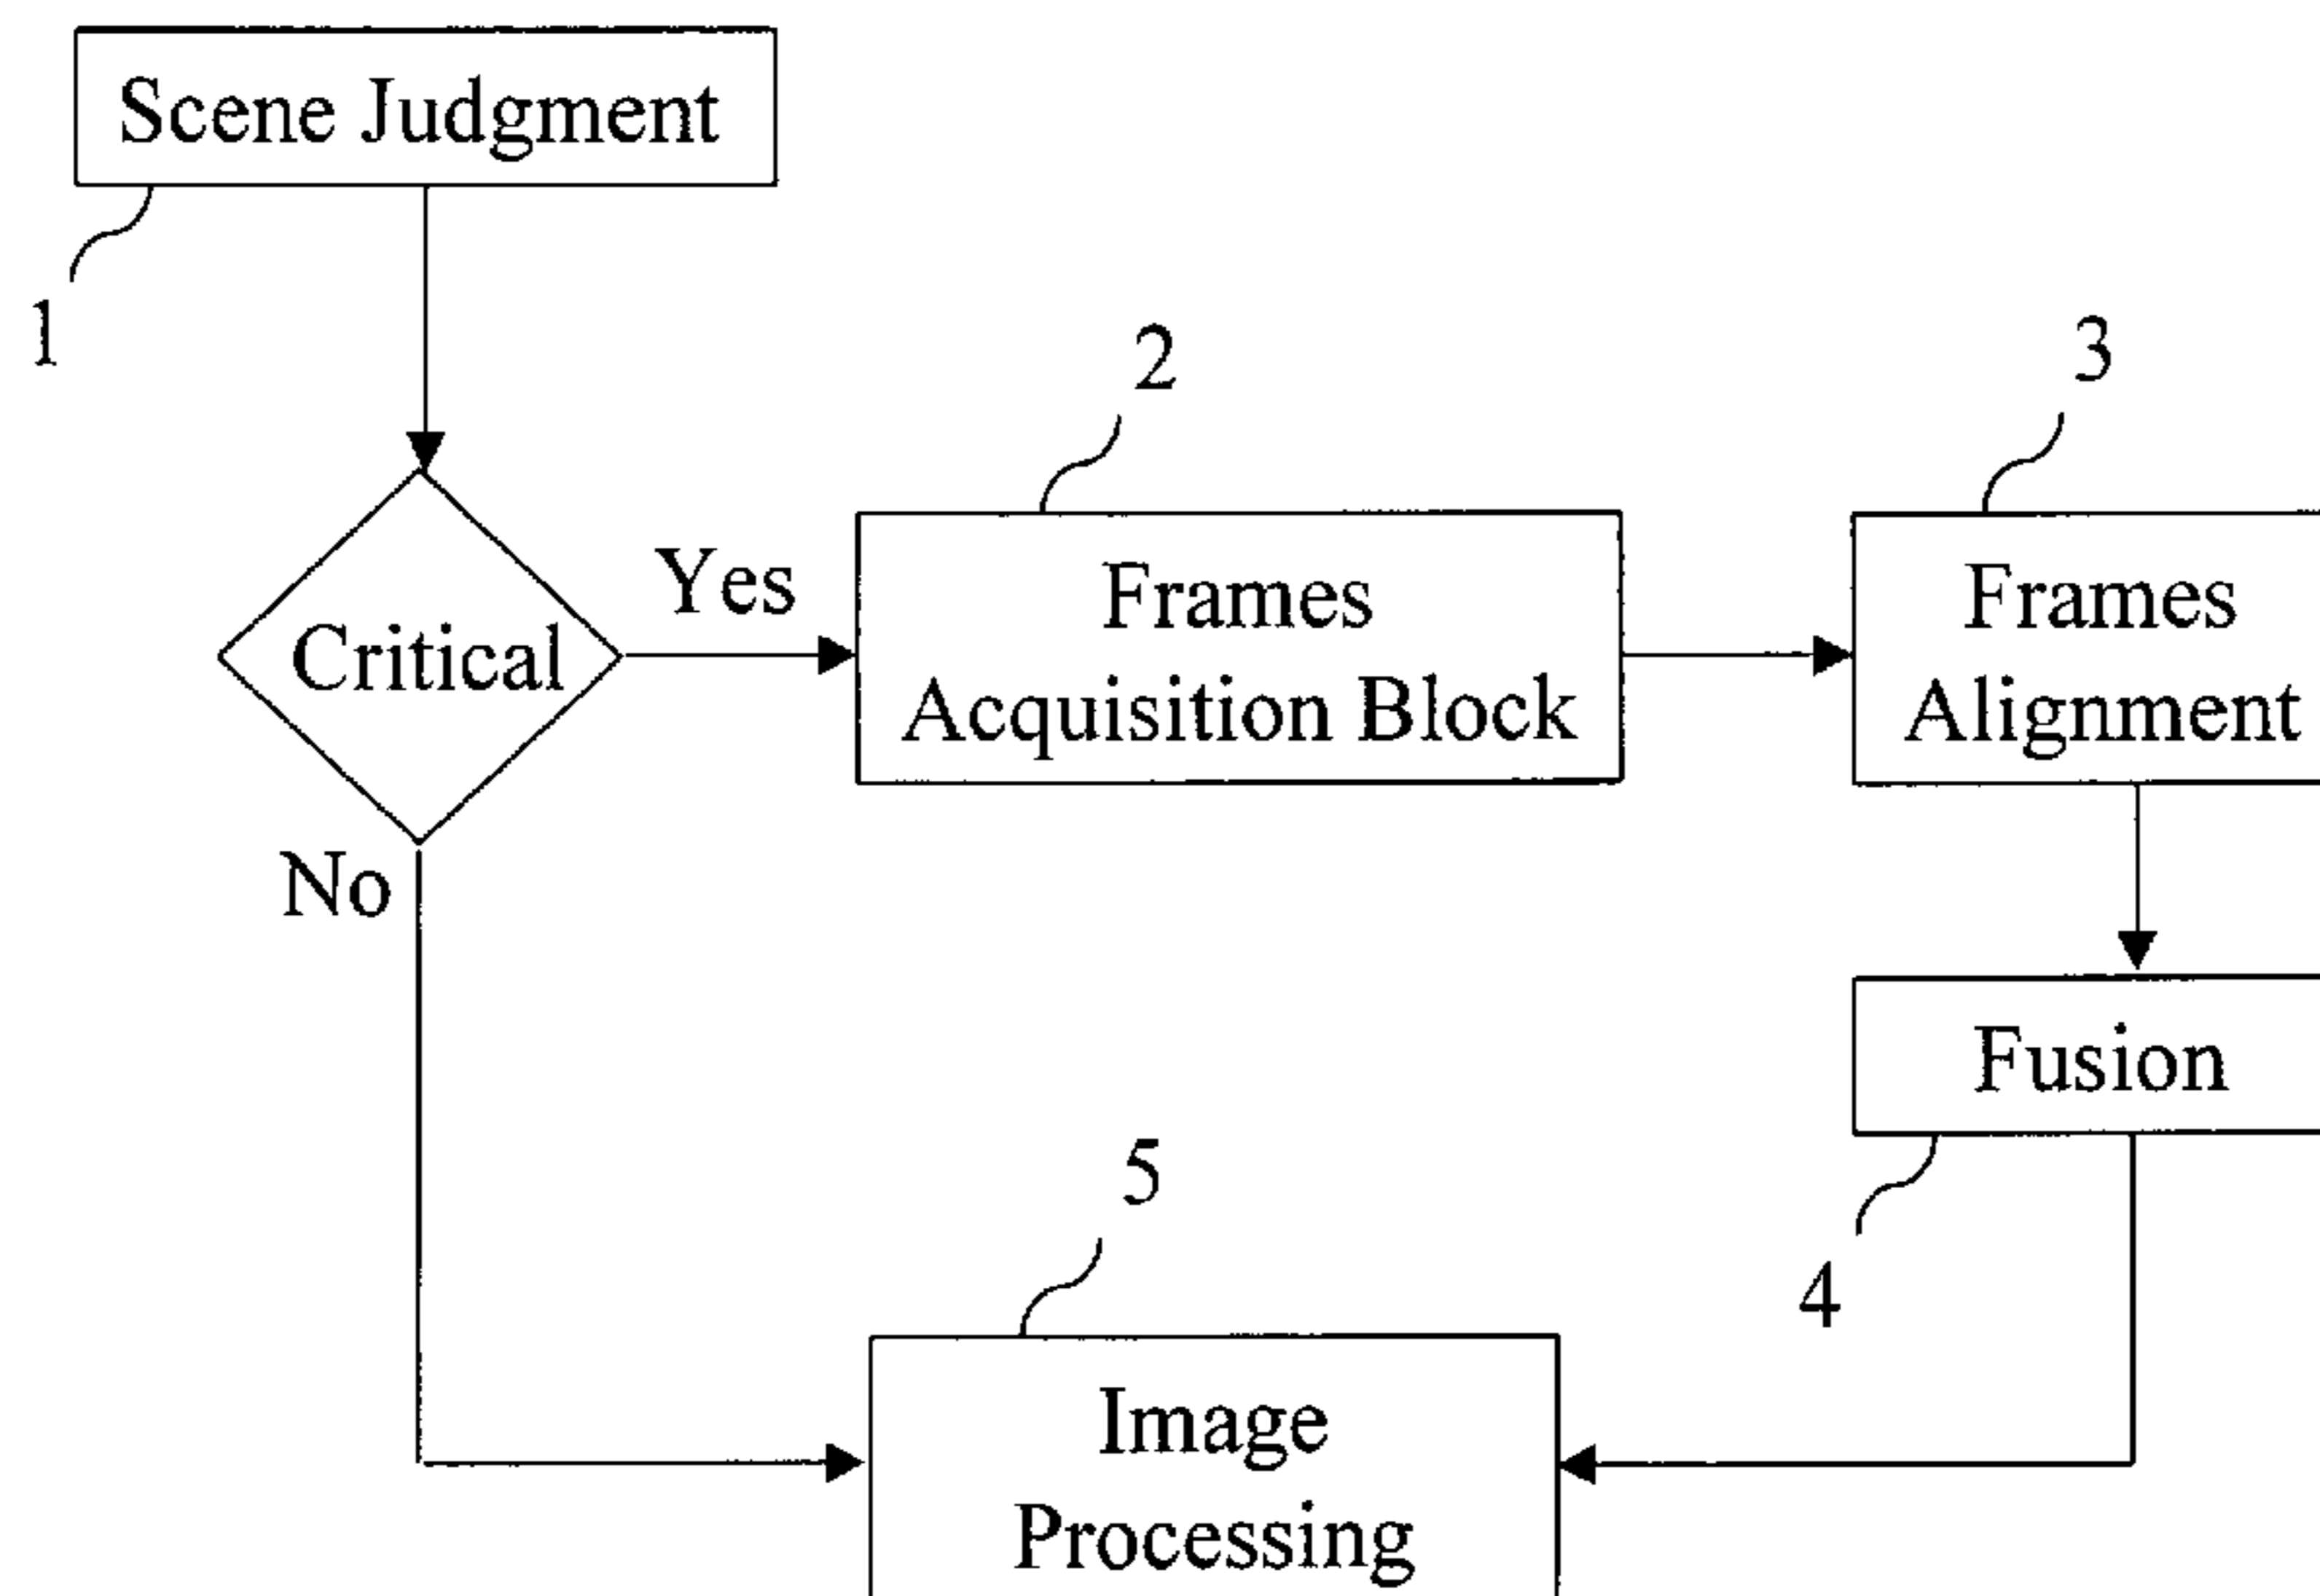 Scene Judgment
1
2
3
Yes
Frames
Acquisition Block
Frames
Alignment
Critical
No
Fusion
5
4
Image
Processing